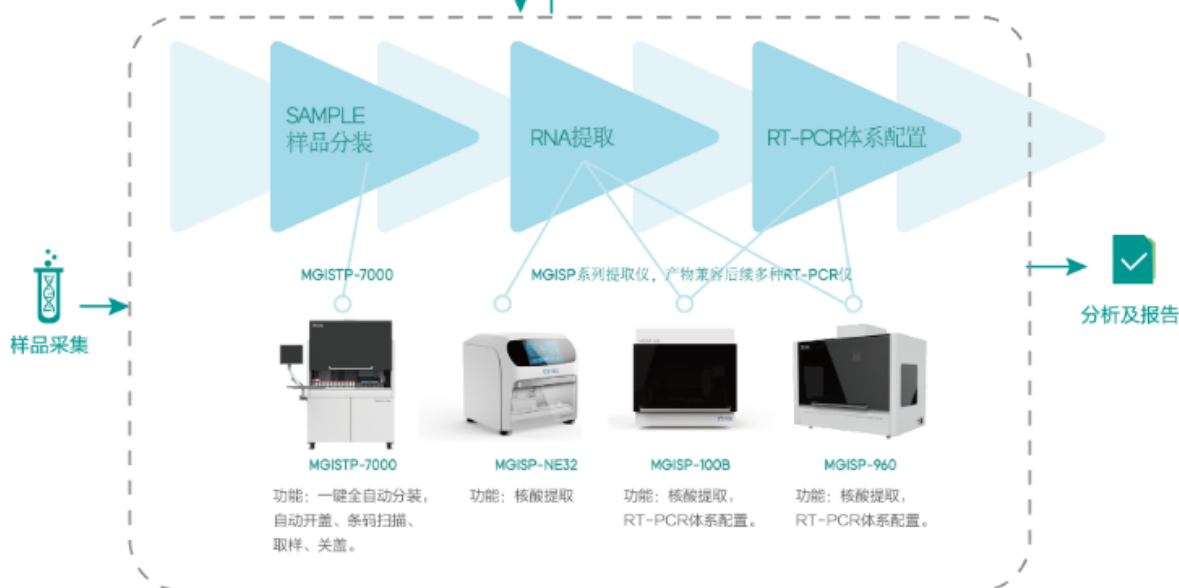 SAMPLE
样品分装
RNA提取
RT-PCR体系配置
MGISTP-7000
MGISP系列提取仪，产物兼容后续多种RT-PCR仪
样品采集
分析及报告
MGISTP-7000
功能：一键全自动分装，
自动开盖、条码扫描、
取样、关盖。
MGISP-NE32
功能：核酸提取
MGISP-100B
功能：核酸提取，
RT-PCR体系配置。
MGISP-960
功能：核酸提取，
RT-PCR体系配置。